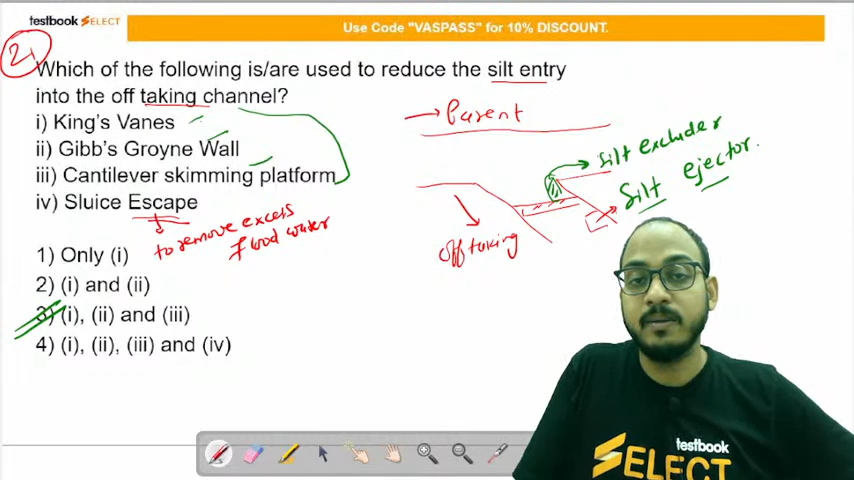 testbook SELECT
Use Code "VASPASS" for 10% DISCOUNT.
21
Which of the following is/are used to reduce the silt entry
into the off taking channel?
i) King's Vanes
ii) Gibb's Groyne Wall
iii) Cantilever skimming platform
iv) Sluice Escape
to remove excess
flood water
1) Only (i)
2) (i) and (ii)
3) (i), (ii) and (iii)
4) (i), (ii), (iii) and (iv)
Parent
silt excluder
Silt ejector.
off taking
testbook
SELECT